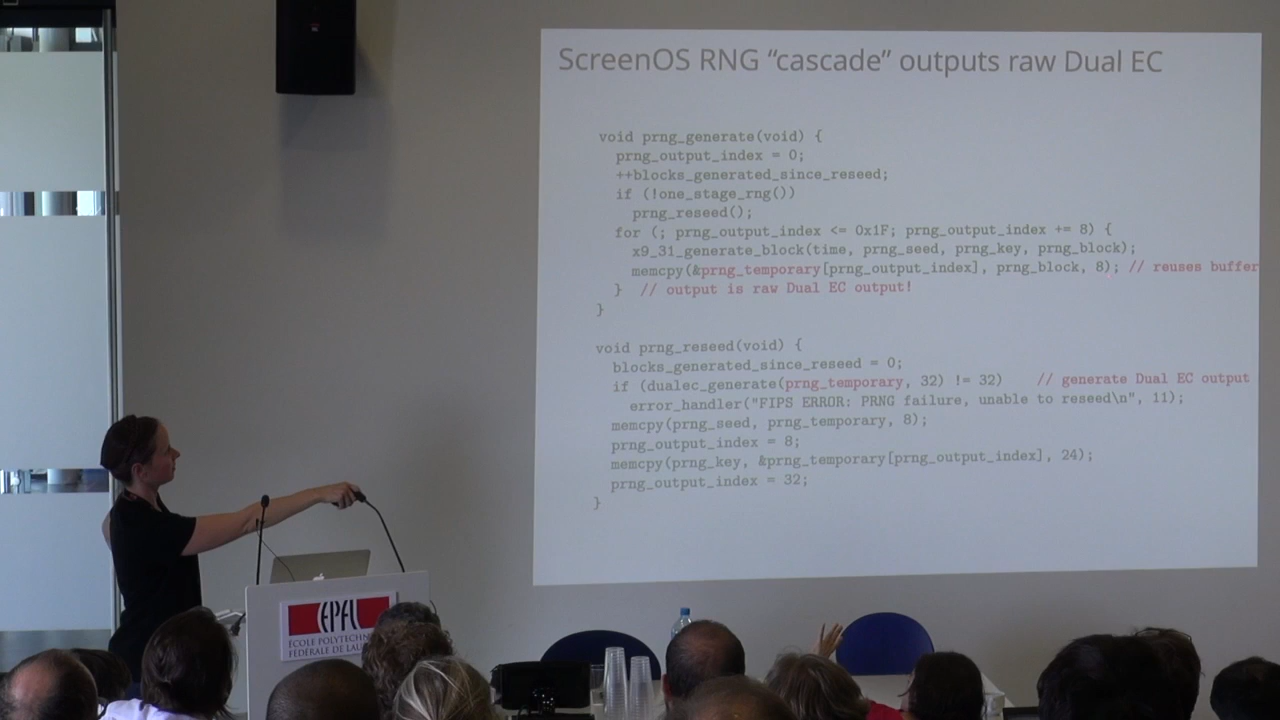 ScreenOS RNG “cascade” outputs raw Dual EC
void prng_generate(void) {
prng_output_index = 0;
++blocks_generated_since_reseed;
if (!one_stage_rng())
prng_reseed();
for (; prng_output_index <= 0x1F; prng_output_index += 8) {
x9_31_generate_block(time, prng_seed, prng_key, prng_block);
memcpy(&prng_temporary[prng_output_index], prng_block, 8); // reuses buffer
} // output is raw Dual EC output!
}
void prng_reseed(void) {
blocks_generated_since_reseed = 0;
if (dualec_generate(prng_temporary, 32) != 32) // generate Dual EC output
error_handler("FIPS ERROR: PRNG failure, unable to reseed\n", 11);
memcpy(prng_seed, prng_temporary, 8);
prng_output_index = 8;
memcpy(prng_key, &prng_temporary[prng_output_index], 24);
prng_output_index = 32;
}
EPFL
ÉCOLE POLYTECHN
FÉDÉRALE DE LAU